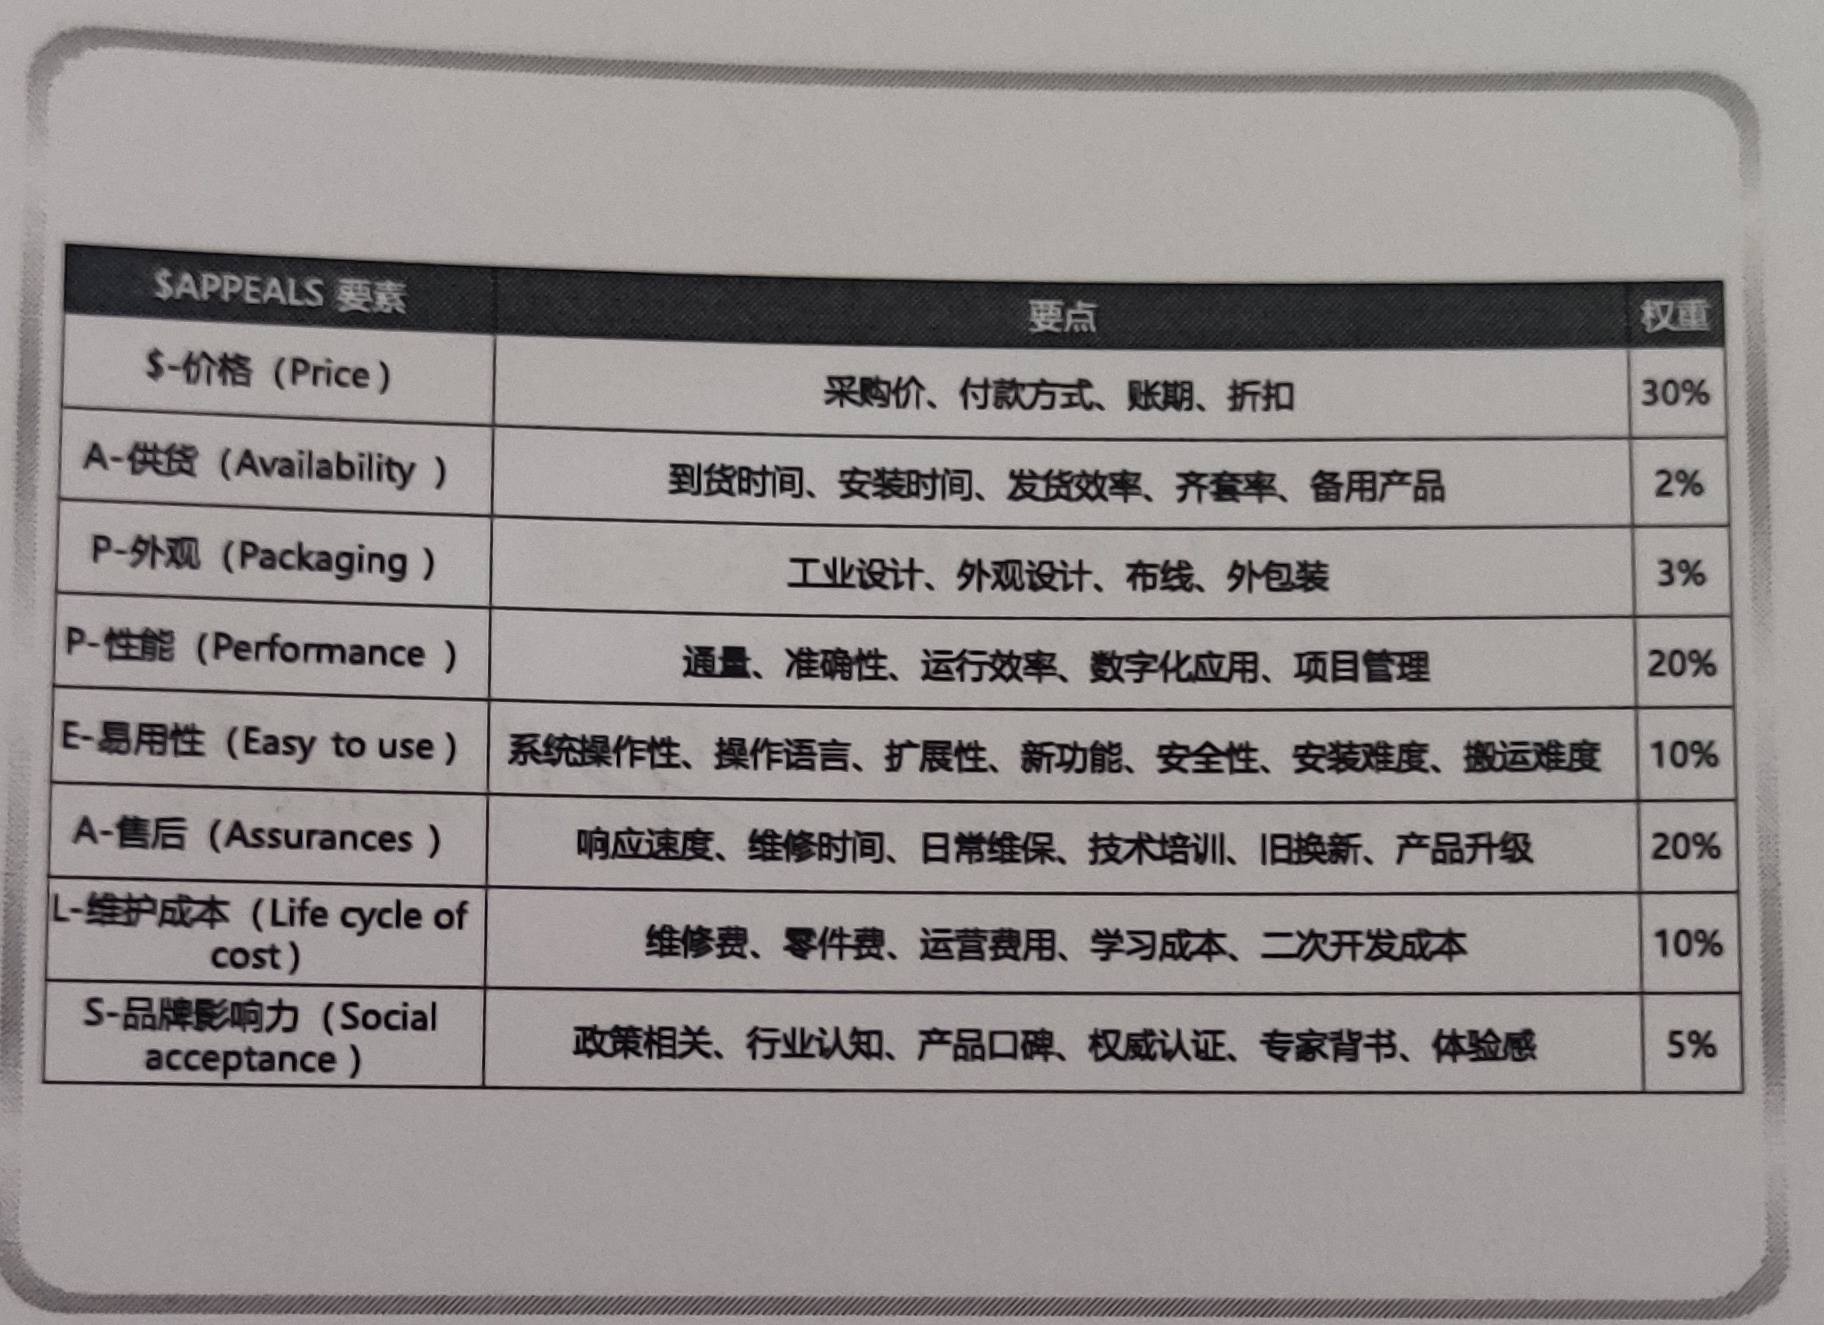 $APPEALS 要素 要点 权重
$-价格（Price） 采购价、付款方式、账期、折扣 30%
A-供货（Availability ） 到货时间、安装时间、发货效率、齐套率、备用产品 2%
P-外观（Packaging ） 工业设计、外观设计、布线、外包装 3%
P-性能（Performance ） 通量、准确性、运行效率、数字化应用、项目管理 20%
E-易用性（Easy to use） 系统操作性、操作语言、扩展性、新功能、安全性、安装难度、搬运难度 10%
A-售后（Assurances ） 响应速度、维修时间、日常维保、技术培训、旧换新、产品升级 20%
L-维护成本（Life cycle of
cost） 维修费、零件费、运营费用、学习成本、二次开发成本 10%
S-品牌影响力（Social
acceptance ） 政策相关、行业认知、产品口碑、权威认证、专家背书、体验感 5%